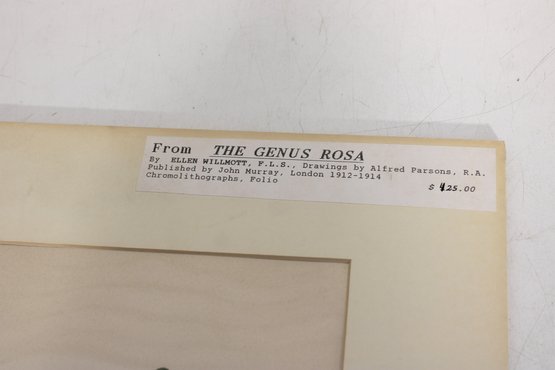 From THE GENUS ROSA
By ELLEN WILLMOTT, F.L.S., Drawings by Alfred Parsons, R.A.
Published by John Murray, London 1912-1914
Chromolithographs, Folio
$ 125.00